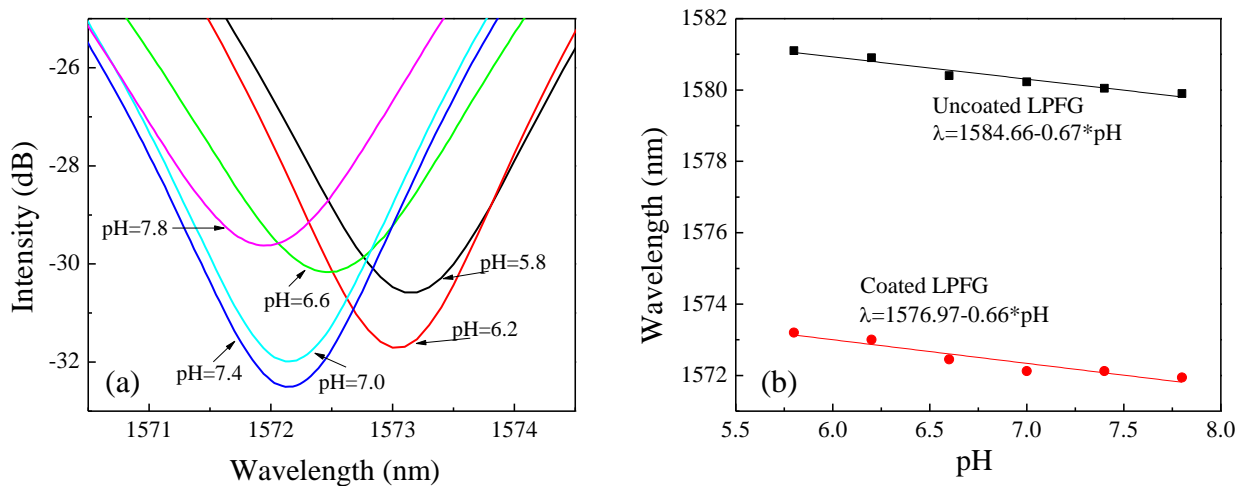 Intensity (dB)
-26
-28
-30
-32
pH=7.8
pH=6.6
pH=5.8
pH=6.2
pH=7.4
pH=7.0
(a)
1571
1572
1573
1574
Wavelength (nm)
Wavelength (nm)
1582
1580
1578
1576
1574
1572
Uncoated LPFG
λ=1584.66-0.67*pH
Coated LPFG
λ=1576.97-0.66*pH
(b)
5.5
6.0
6.5
7.0
7.5
8.0
pH